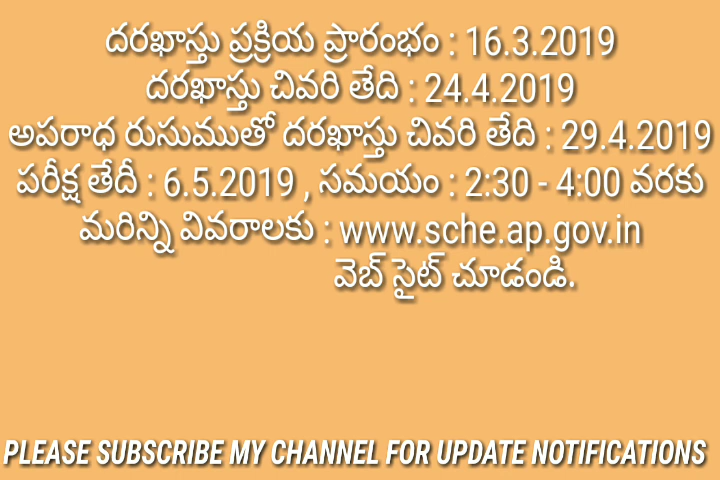 దరఖాస్తు ప్రక్రియ ప్రారంభం : 16.3.2019
దరఖాస్తు చివరి తేది : 24.4.2019
అపరాధ రుసుముతో దరఖాస్తు చివరి తేది : 29.4.2019
పరీక్ష తేదీ : 6.5.2019 , సమయం : 2:30 - 4:00 వరకు
మరిన్ని వివరాలకు : www.sche.ap.gov.in
వెబ్ సైట్ చూడండి.
PLEASE SUBSCRIBE MY CHANNEL FOR UPDATE NOTIFICATIONS